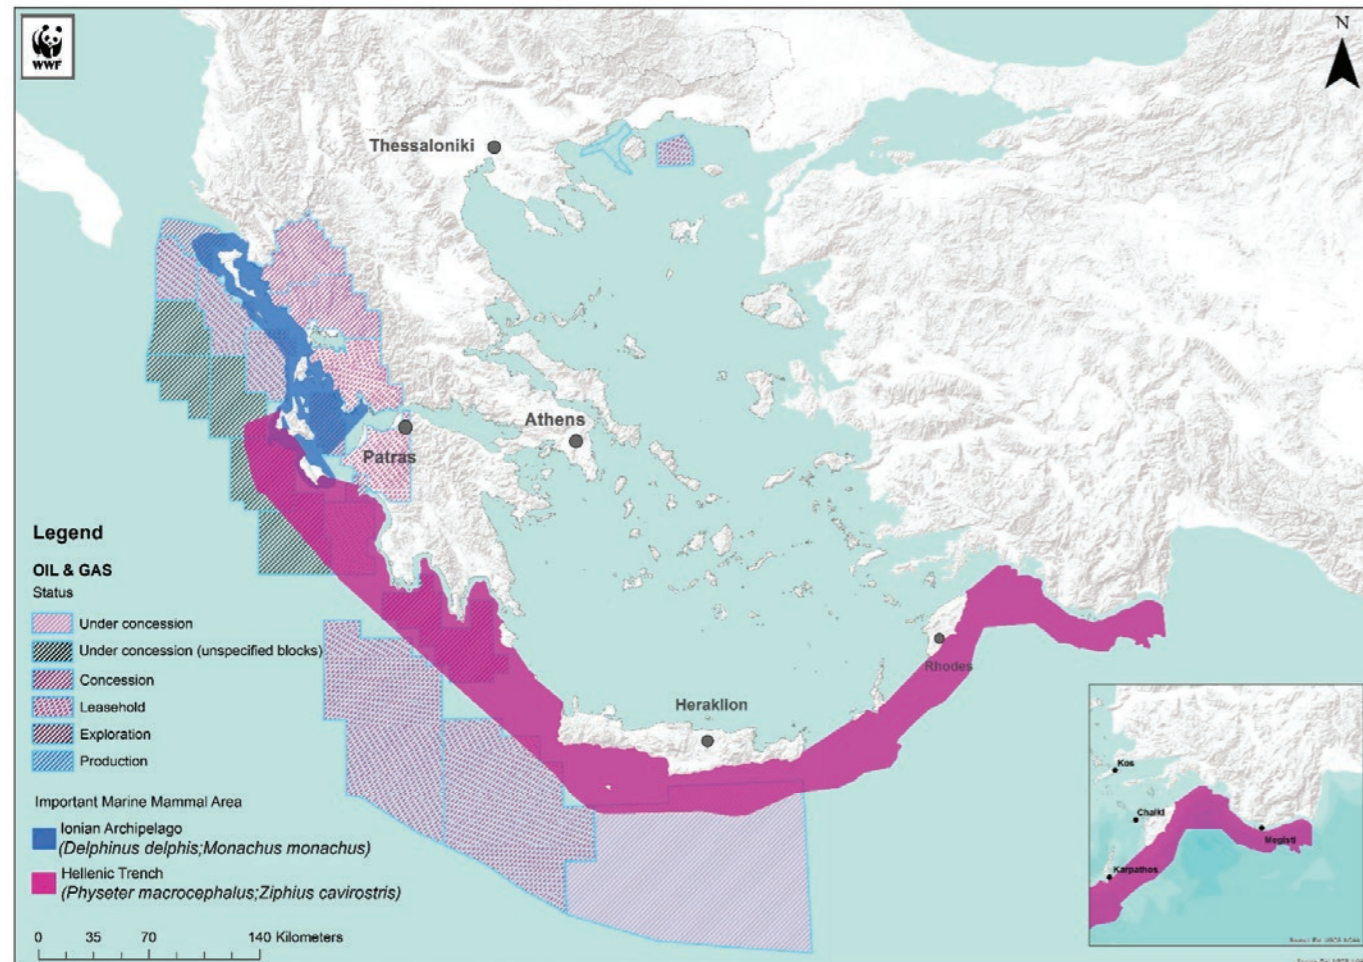 WWF
N
Thessaloniki
Athens
Patras
Rhodes
Heraklion
Legend
OIL & GAS
Status
Under concession
Under concession (unspecified blocks)
Concession
Leasehold
Exploration
Production
Important Marine Mammal Area
Ionian Archipelago
(Delphinus delphis;Monachus monachus)
Hellenic Trench
(Physeter macrocephalus;Ziphius cavirostris)
0 35 70 140 Kilometers
Kos
Chalki
Megisti
Karpathos